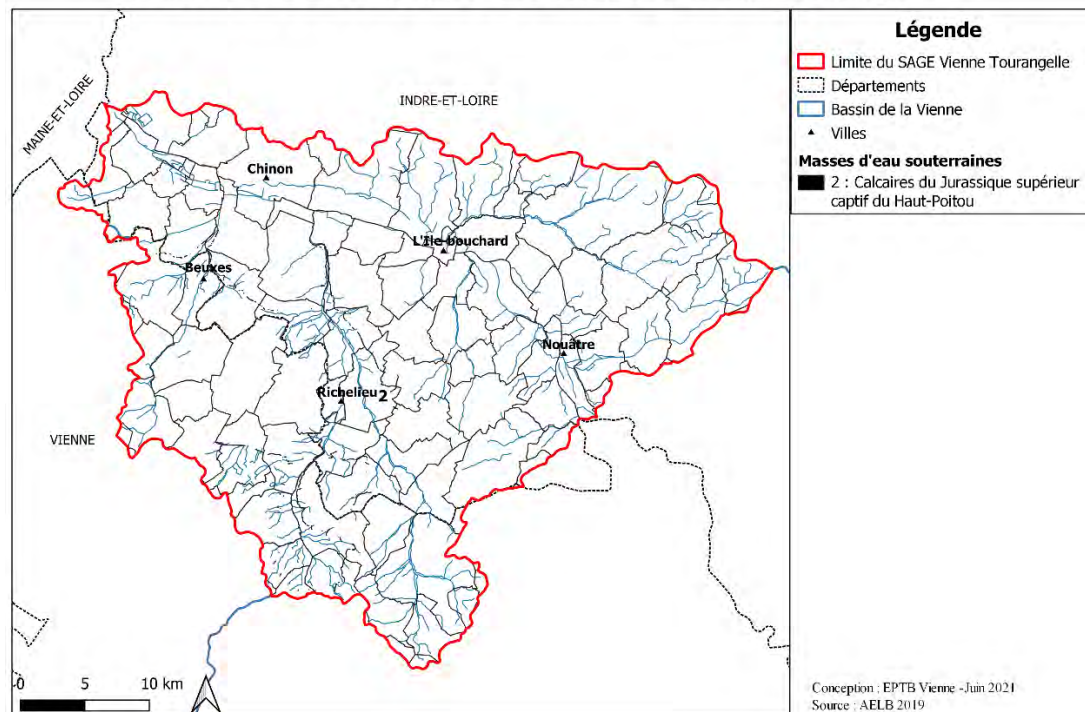 MAINE-ET-LOIRE
INDRE-ET-LOIRE
Chinon
L'Ile-bouchard
Beuxes
Nouâtre
Richelieu 2
VIENNE
0 5 10 km
Légende
Limite du SAGE Vienne Tourangelle
Départements
Bassin de la Vienne
Villes
Masses d'eau souterraines
2 : Calcaires du Jurassique supérieur
captif du Haut-Poitou
Conception : EPTB Vienne -Juin 2021
Source : AELB 2019